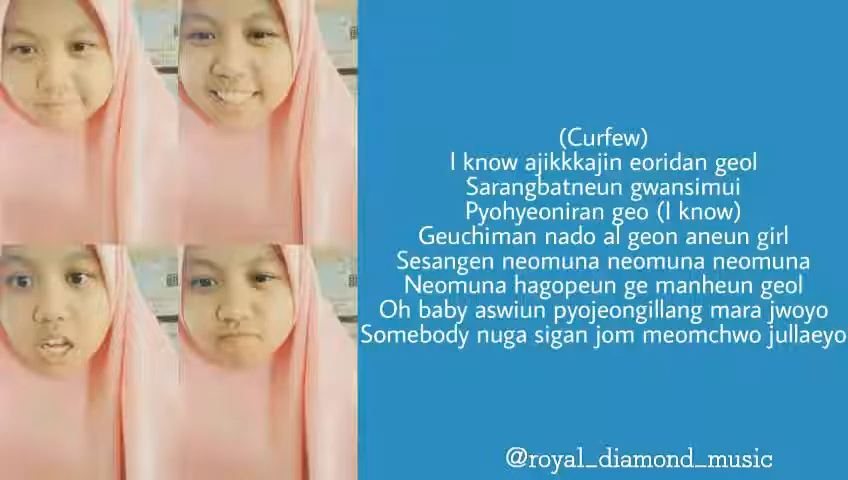 (Curfew)
I know ajikkkajin eoridan geol
Sarangbatneun gwansimui
Pyohyeoniran geo (I know)
Geuchiman nado al geon aneun girl
Sesangen neomuna neomuna neomuna
Neomuna hagopeun ge manheun geol
Oh baby aswiun pyojeongillang mara jwoyo
Somebody nuga sigan jom meomchwo jullaeyo
@royal_diamond_music